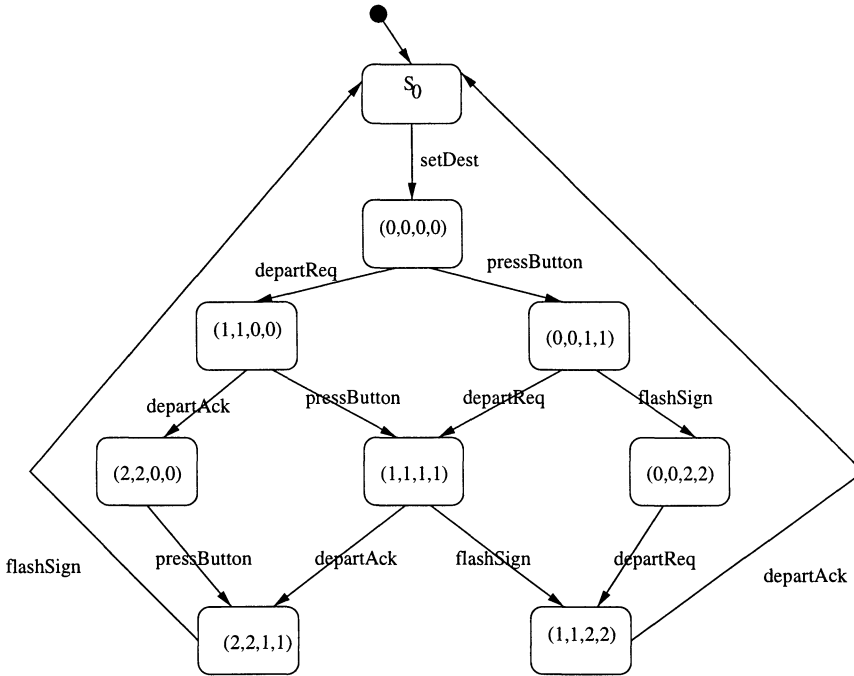 S0
setDest
(0,0,0,0)
departReq
pressButton
(1,1,0,0)
(0,0,1,1)
departAck
pressButton
departReq
flashSign
(2,2,0,0)
(1,1,1,1)
(0,0,2,2)
flashSign
pressButton
departAck
flashSign
departReq
departAck
(2,2,1,1)
(1,1,2,2)